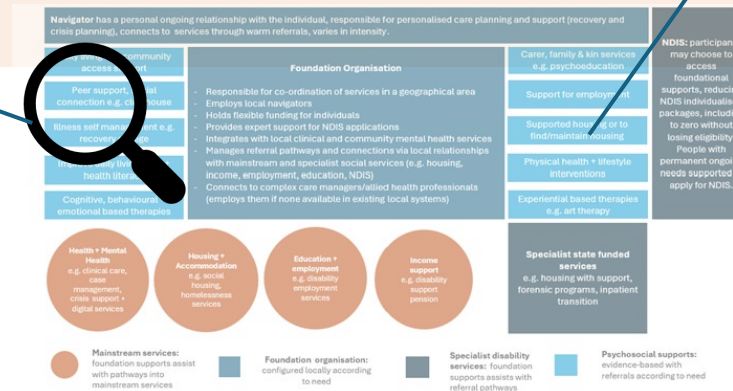 Navigator has a personal ongoing relationship with the individual, responsible for personalised care planning and support (recovery and
crisis planning), connects to services through warm referrals, varies in intensity.
living community
access
Peer support,
connection e.g. house
Illness self management e.g.
recovery
daily
health
Cognitive, behavioural
emotional based therapies
Foundation Organisation
- Responsible for co-ordination of services in a geographical area
- Employs local navigators
- Holds flexible funding for individuals
- Provides expert support for NDIS applications
- Integrates with local clinical and community mental health services
- Manages referral pathways and connections via local relationships
with mainstream and specialist social services (e.g. housing,
income, employment, education, NDIS)
- Connects to complex care managers/allied health professionals
(employs them if none available in existing local systems)
Carer, family & kin services
e.g. psychoeducation
Support for employment
Supported housing or to
find/maintain housing
Physical health + lifestyle
interventions
Experiential based therapies
e.g. art therapy
NDIS:
may choose to
access
foundational
supports,
NDIS
packages,
to zero without
losing eligibility
People with
permanent
needs supported
apply for NDIS.
Health + Mental
Health
e.g. clinical care,
case
management,
crisis support +
digital services
Housing +
Accommodation
e.g. social
housing,
homelessness
services
Education +
employment
e.g. disability
employment
services
Income
support
e.g. disability
support
pension
Specialist state funded
services
e.g. housing with support,
forensic programs, inpatient
transition
Mainstream services:
foundation supports assist
with pathways into
mainstream services
Foundation organisation:
configured locally according
to need
Specialist disability
services: foundation
supports assists with
referral pathways
Psychosocial supports:
evidence-based with
referrals according to need